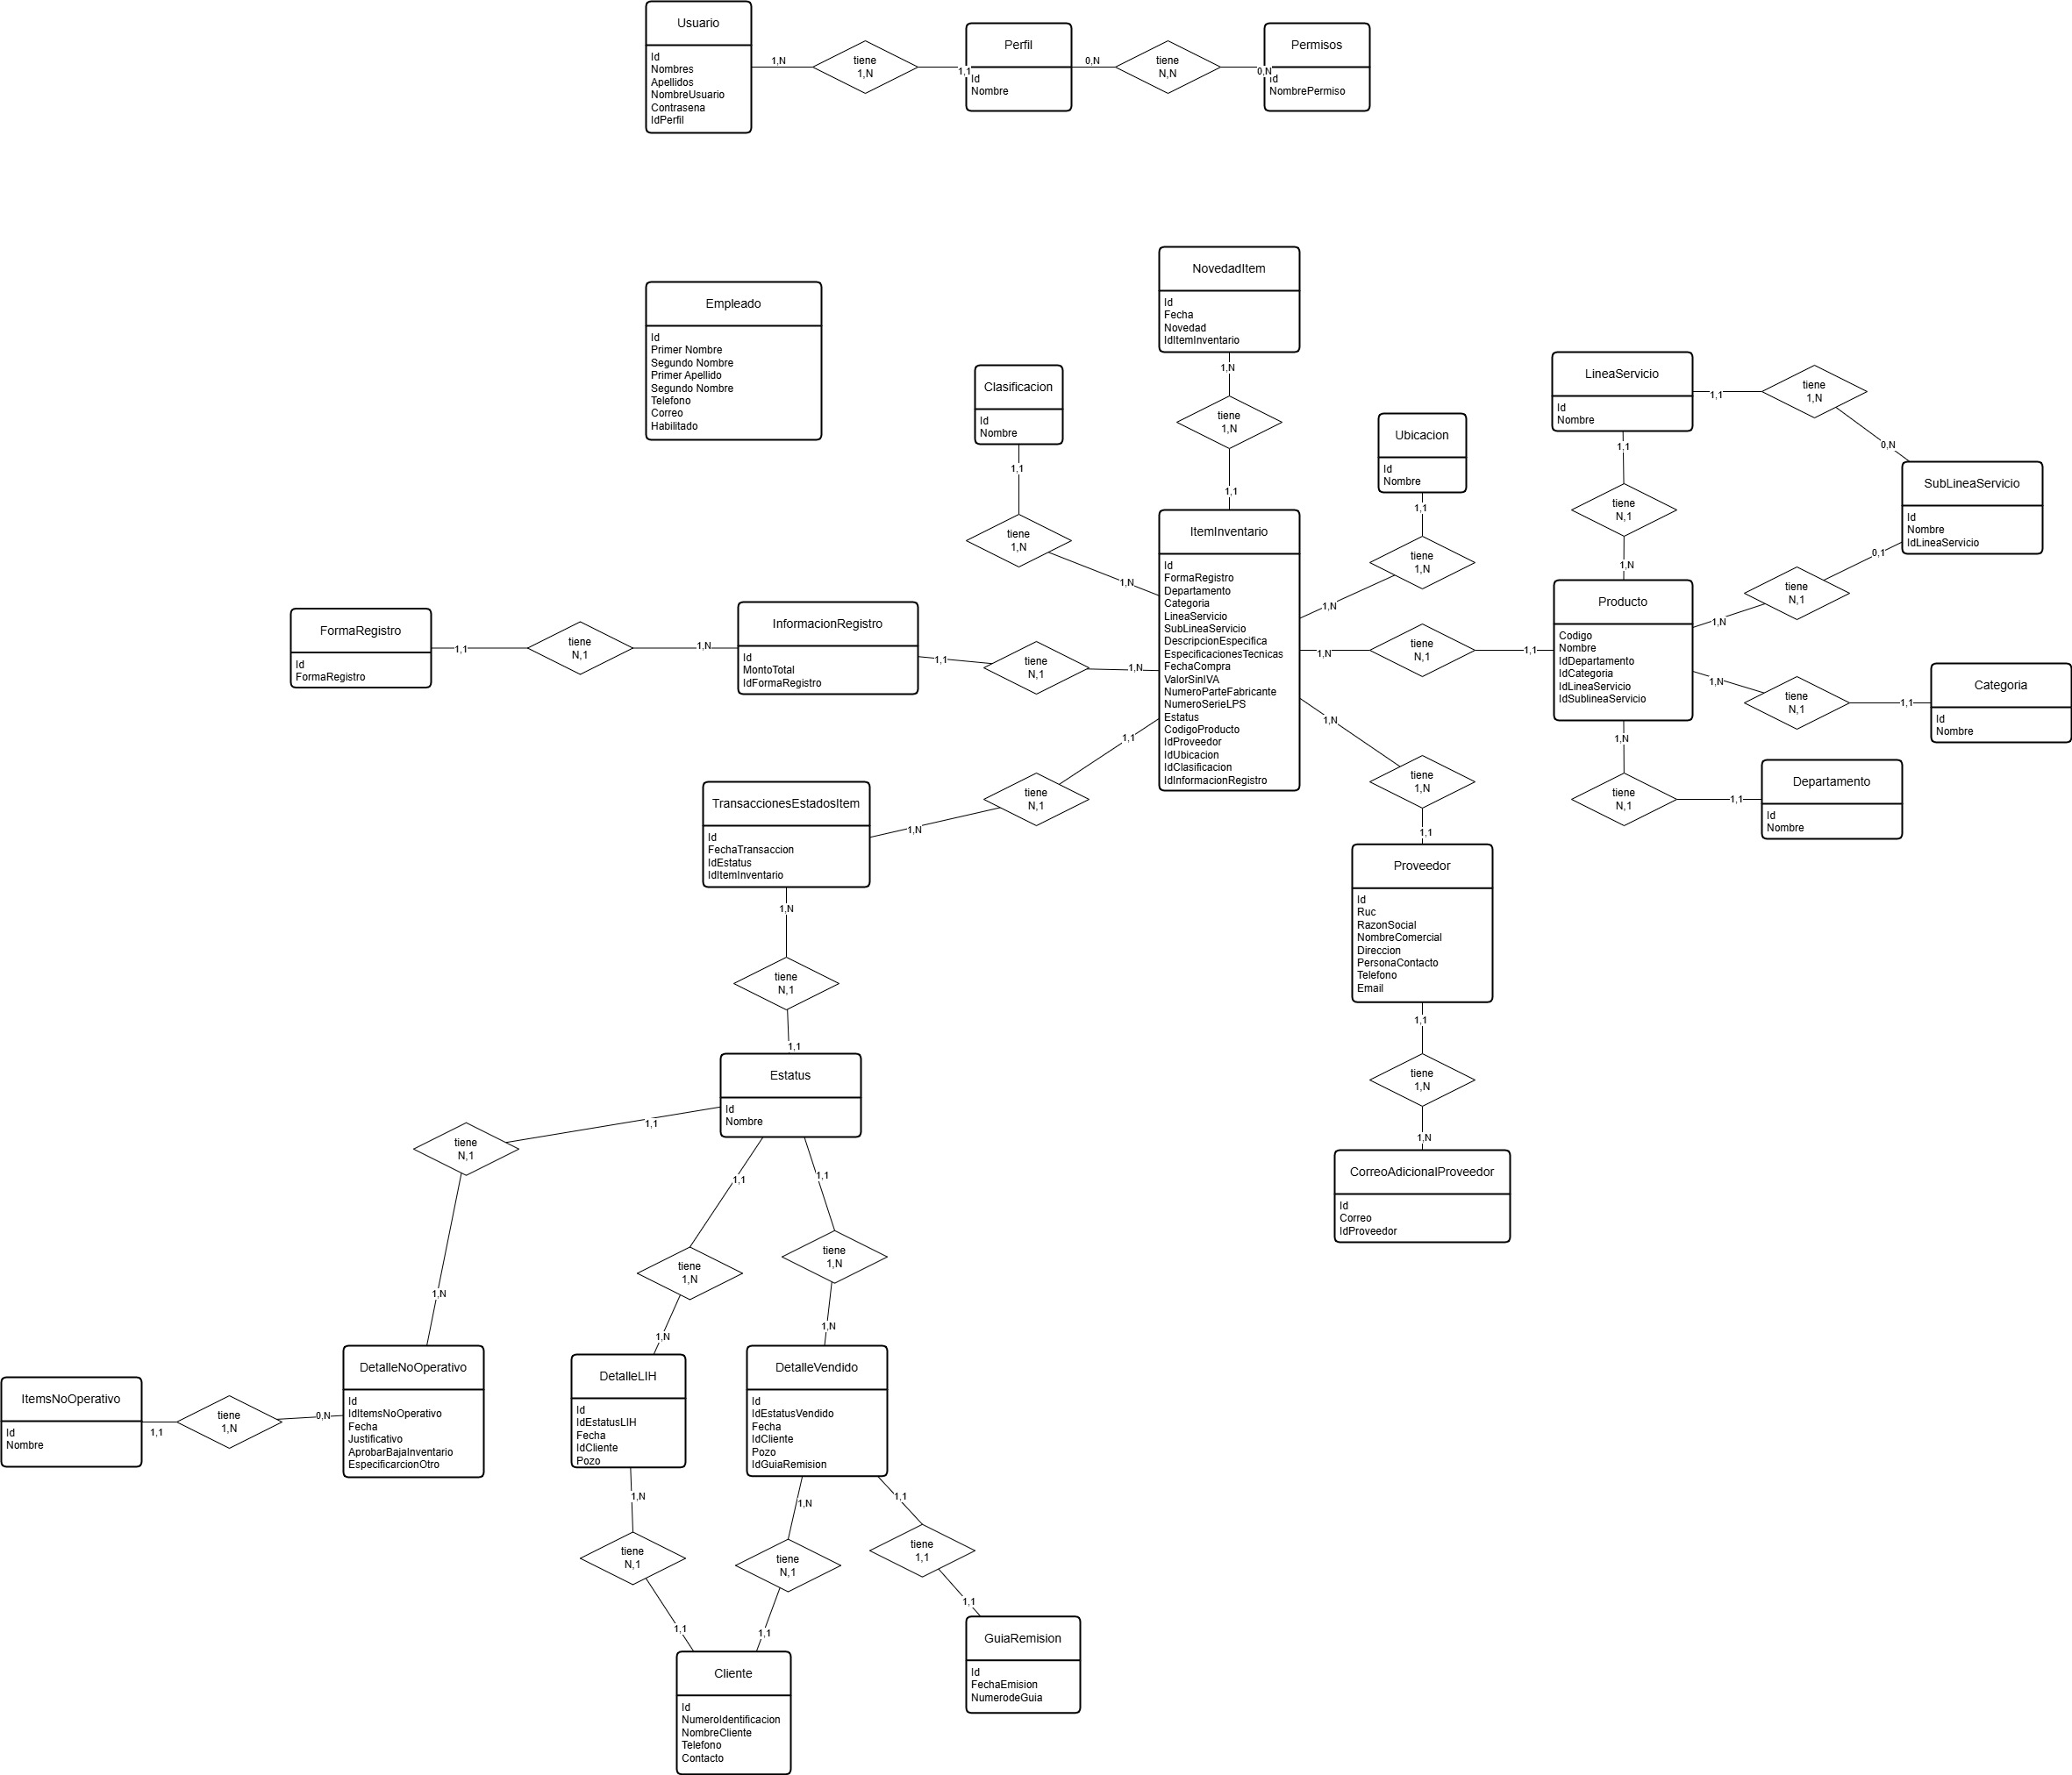 Usuario
Id
Nombres
Apellidos
NombreUsuario
Contrasena
IdPerfil
1,N
tiene
1,N
1,1
Perfil
Id
Nombre
0,N
tiene
N,N
0,N
Permisos
Id
NombrePermiso
NovedadItem
Id
Fecha
Novedad
IdItemInventario
1,N
tiene
1,N
1,1
Empleado
Id
Primer Nombre
Segundo Nombre
Primer Apellido
Segundo Nombre
Telefono
Correo
Habilitado
Clasificacion
Id
Nombre
1,1
tiene
1,N
1,N
Ubicacion
Id
Nombre
1,1
tiene
1,N
1,N
LineaServicio
Id
Nombre
1,1
tiene
1,N
0,N
SubLineaServicio
Id
Nombre
IdLineaServicio
1,1
tiene
N,1
1,N
0,1
tiene
N,1
1,N
ItemInventario
Id
FormaRegistro
Departamento
Categoria
LineaServicio
SubLineaServicio
DescripcionEspecifica
EspecificacionesTecnicas
FechaCompra
ValorSinIVA
NumeroParteFabricante
NumeroSerieLPS
Estatus
CodigoProducto
IdProveedor
IdUbicacion
IdClasificacion
IdInformacionRegistro
FormaRegistro
Id
FormaRegistro
1,1
tiene
N,1
1,N
InformacionRegistro
Id
MontoTotal
IdFormaRegistro
1,1
tiene
N,1
1,N
1,N
tiene
N,1
1,1
Producto
Codigo
Nombre
IdDepartamento
IdCategoria
IdLineaServicio
IdSublineaServicio
1,N
tiene
N,1
1,1
Categoria
Id
Nombre
1,N
tiene
N,1
1,1
Departamento
Id
Nombre
1,1
tiene
N,1
1,N
TransaccionesEstadosItem
Id
FechaTransaccion
IdEstatus
IdItemInventario
1,N
tiene
1,N
1,1
Proveedor
Id
Ruc
RazonSocial
NombreComercial
Direccion
PersonaContacto
Telefono
Email
1,1
tiene
1,N
1,N
CorreoAdicionalProveedor
Id
Correo
IdProveedor
1,N
tiene
N,1
1,1
Estatus
Id
Nombre
1,1
tiene
N,1
1,N
1,1
tiene
1,N
1,N
1,1
tiene
1,N
1,N
ItemsNoOperativo
Id
Nombre
1,1
tiene
1,N
0,N
DetalleNoOperativo
Id
IdItemsNoOperativo
Fecha
Justificativo
AprobarBajaInventario
EspecificarcionOtro
DetalleLIH
Id
IdEstatusLIH
Fecha
IdCliente
Pozo
DetalleVendido
Id
IdEstatusVendido
Fecha
IdCliente
Pozo
IdGuiaRemision
1,N
tiene
N,1
1,1
1,N
tiene
N,1
1,1
1,1
tiene
1,1
1,1
GuiaRemision
Id
FechaEmision
NumerodeGuia
Cliente
Id
NumeroIdentificacion
NombreCliente
Telefono
Contacto